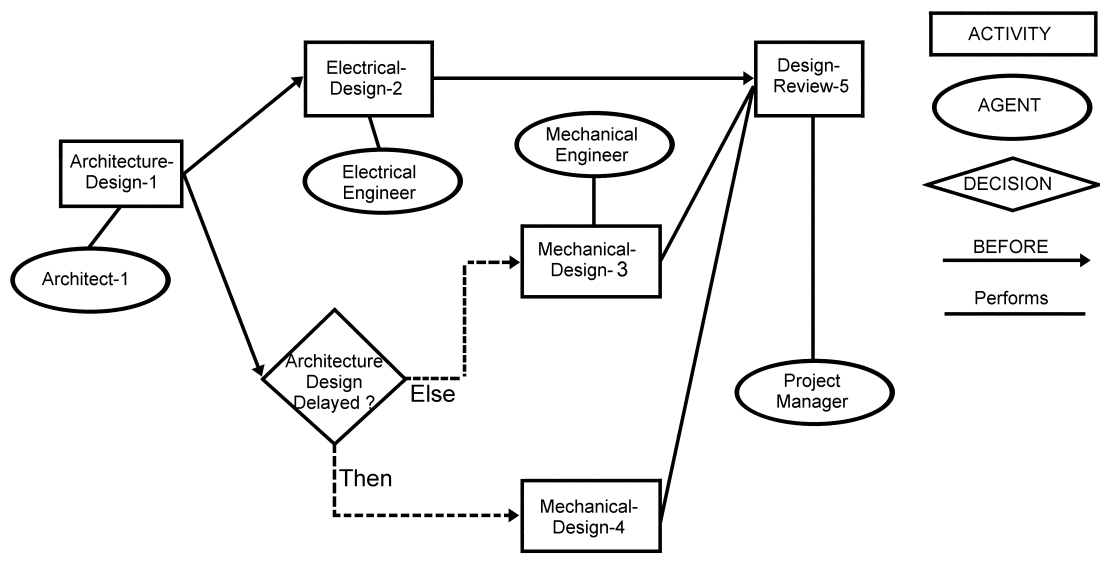 Electrical-
Design-2
Design-
Review-5
ACTIVITY
AGENT
Mechanical
Engineer
Architecture-
Design-1
Electrical
Engineer
DECISION
Architect-1
Mechanical-
Design- 3
BEFORE
Performs
Architecture
Design
Delayed ?
Else
Project
Manager
Then
Mechanical-
Design-4